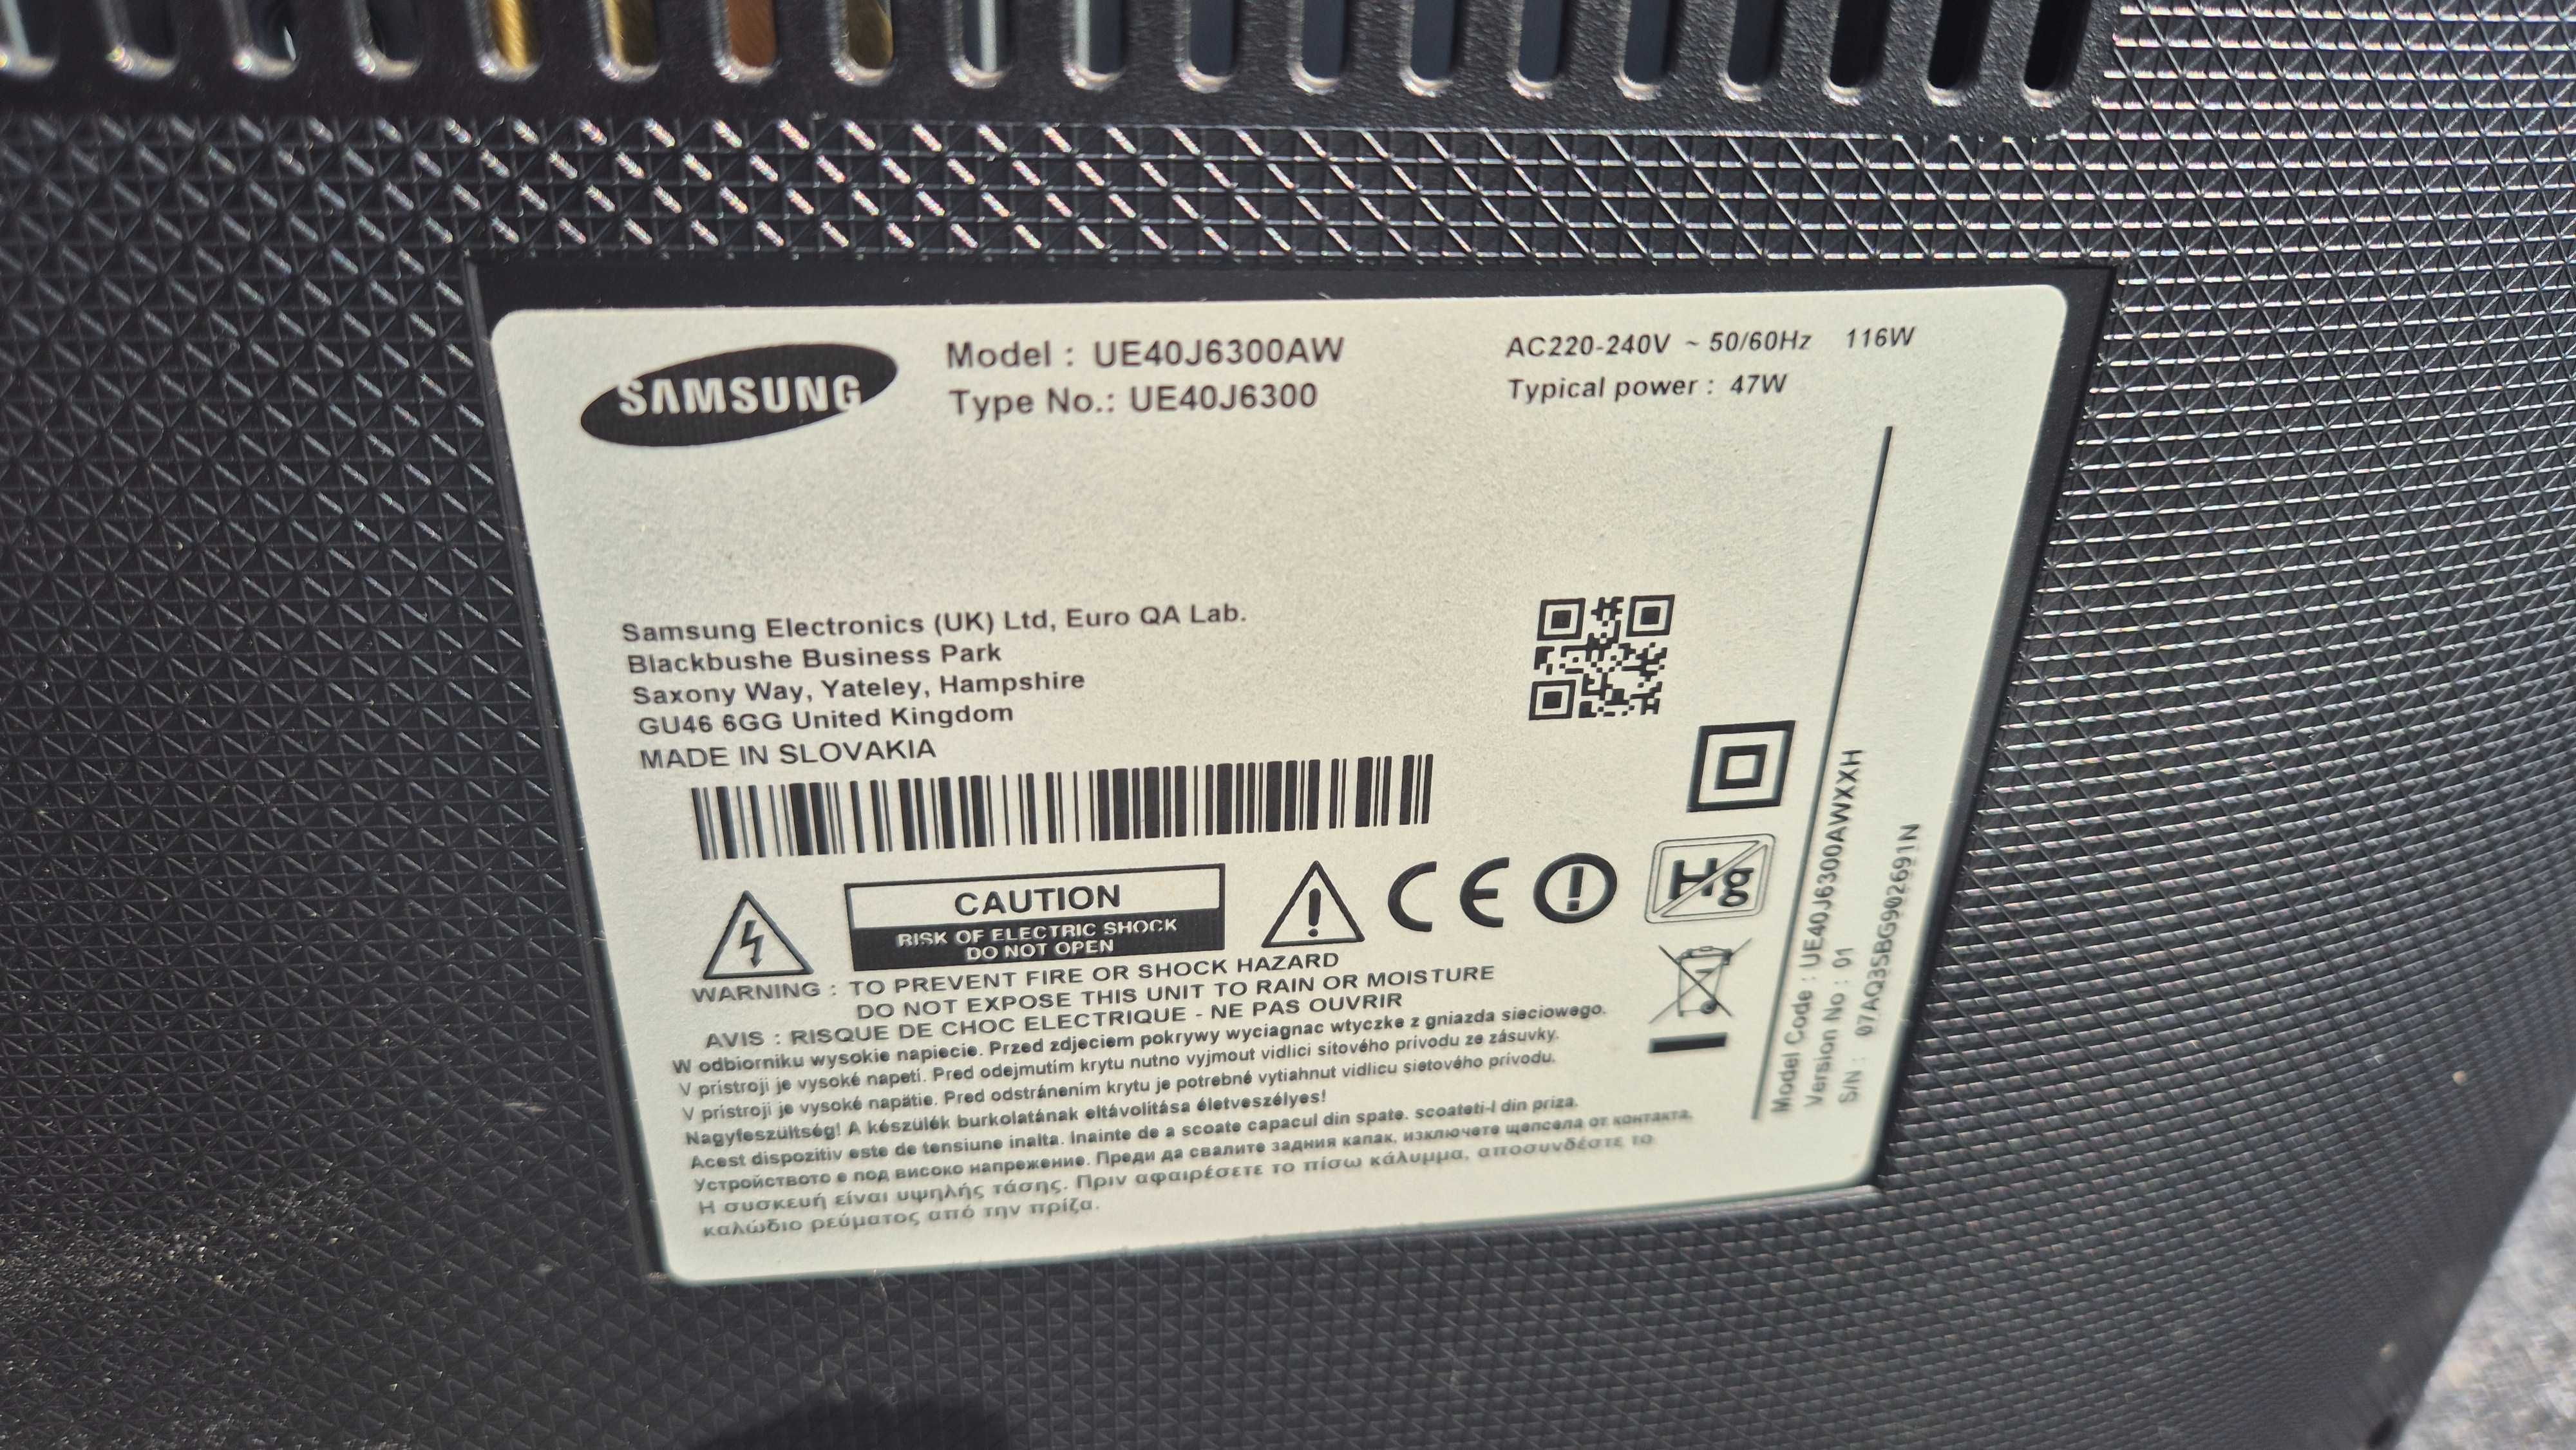 SAMSUNG
Model : UE40J6300AW
Type No.: UE40J6300
AC220-240V ~ 50/60Hz 116W
Typical power : 47W
Samsung Electronics (UK) Ltd, Euro QA Lab.
Blackbushe Business Park
Saxony Way, Yateley, Hampshire
GU46 6GG United Kingdom
MADE IN SLOVAKIA
CAUTION
RISK OF ELECTRIC SHOCK
DO NOT OPEN
CE
Hg
WARNING : TO PREVENT FIRE OR SHOCK HAZARD
DO NOT EXPOSE THIS UNIT TO RAIN OR MOISTURE
AVIS : RISQUE DE CHOC ELECTRIQUE - NE PAS OUVRIR
W odbiorniku wysokie napiecie. Przed zdjeciem pokrywy wyciagnac wtyczke z gniazda sieciowego.
V prístroji je vysoké napetí. Pred odejmutím krytu nutno vyjmout vidlici sítového prívodu ze zásuvky.
V prístroji je vysoké napätie. Pred odstránením krytu je potrebné vytiahnut vidlicu sietového prívodu.
Nagyfeszültség! A készülék burkolatának eltávolítása életveszélyes!
Acest dispozitiv este de tensiune inalta. Inainte de a scoate capacul din spate. scoateti-l din priza.
Устройството е под високо напрежение. Преди да свалите задния капак, изключете щепсела от контакта.
Η συσκευή είναι υψηλής τάσης. Πριν αφαιρέσετε το πίσω κάλυμμα, αποσυνδέστε το
καλώδιο ρεύματος από την πρίζα.
Model Code : UE40J6300AWXXH
Version No : 01
S/N : 07AQ3SBG902691N